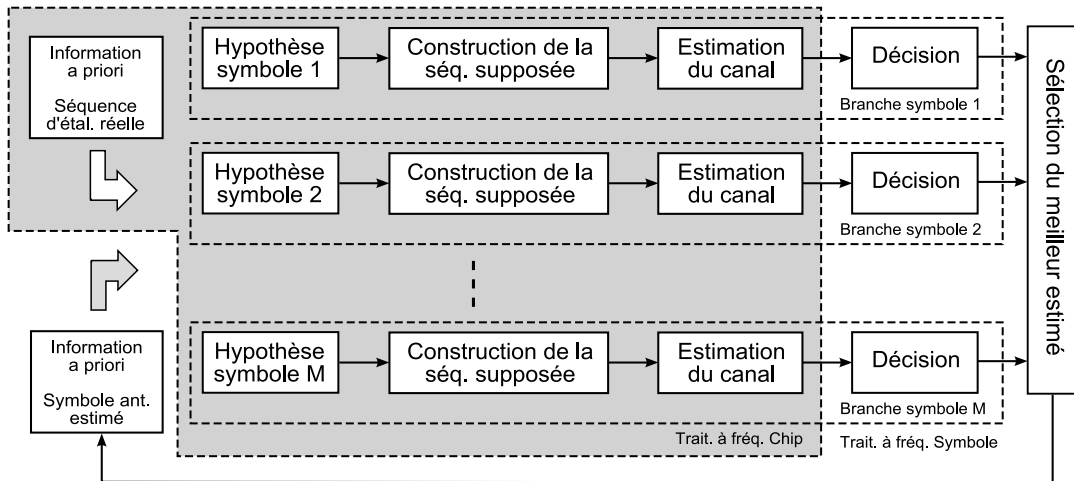 Information
a priori
Séquence
d'étal. réelle
Hypothèse
symbole 1
Construction de la
séq. supposée
Estimation
du canal
Décision
Branche symbole 1
Hypothèse
symbole 2
Construction de la
séq. supposée
Estimation
du canal
Décision
Branche symbole 2
Information
a priori
Symbole ant.
estimé
Hypothèse
symbole M
Construction de la
séq. supposée
Estimation
du canal
Décision
Branche symbole M
Trait. à fréq. Chip
Trait. à fréq. Symbole
Sélection du meilleur estimé